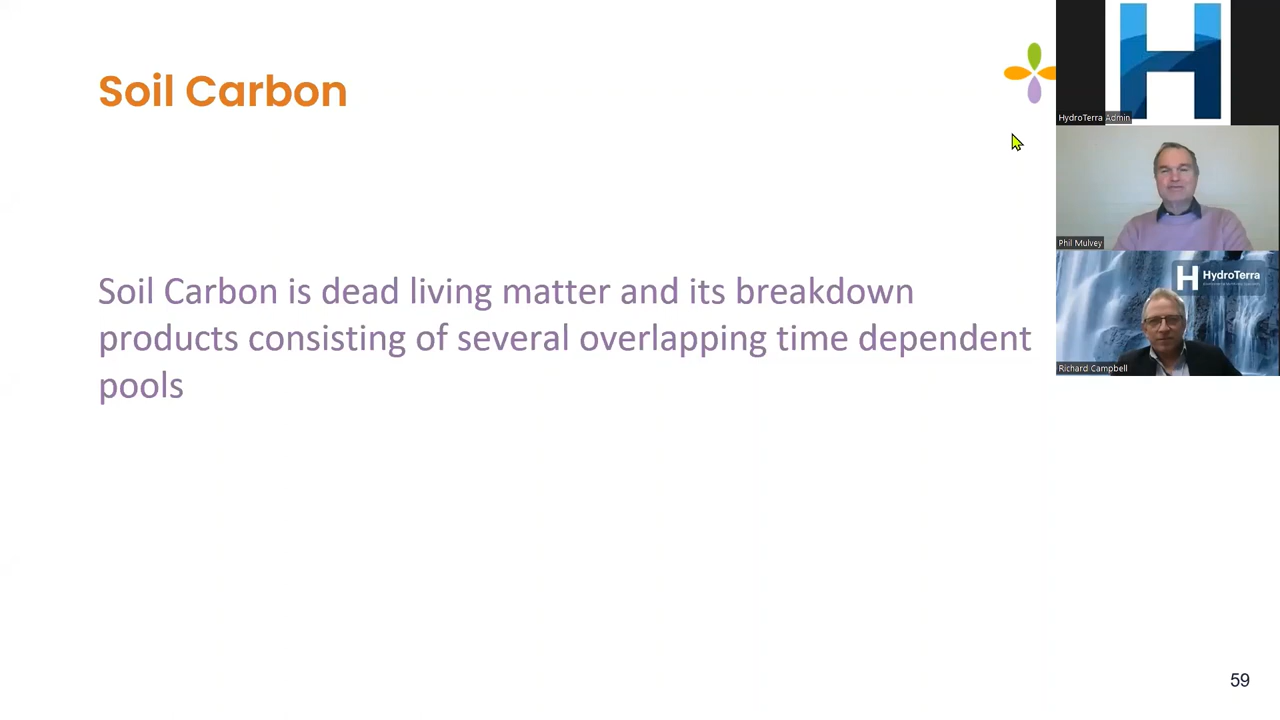 Soil Carbon
Soil Carbon is dead living matter and its breakdown
products consisting of several overlapping time dependent
pools
HydroTerra Admin
Phil Mulvey
HydroTerra
Richard Campbell
59